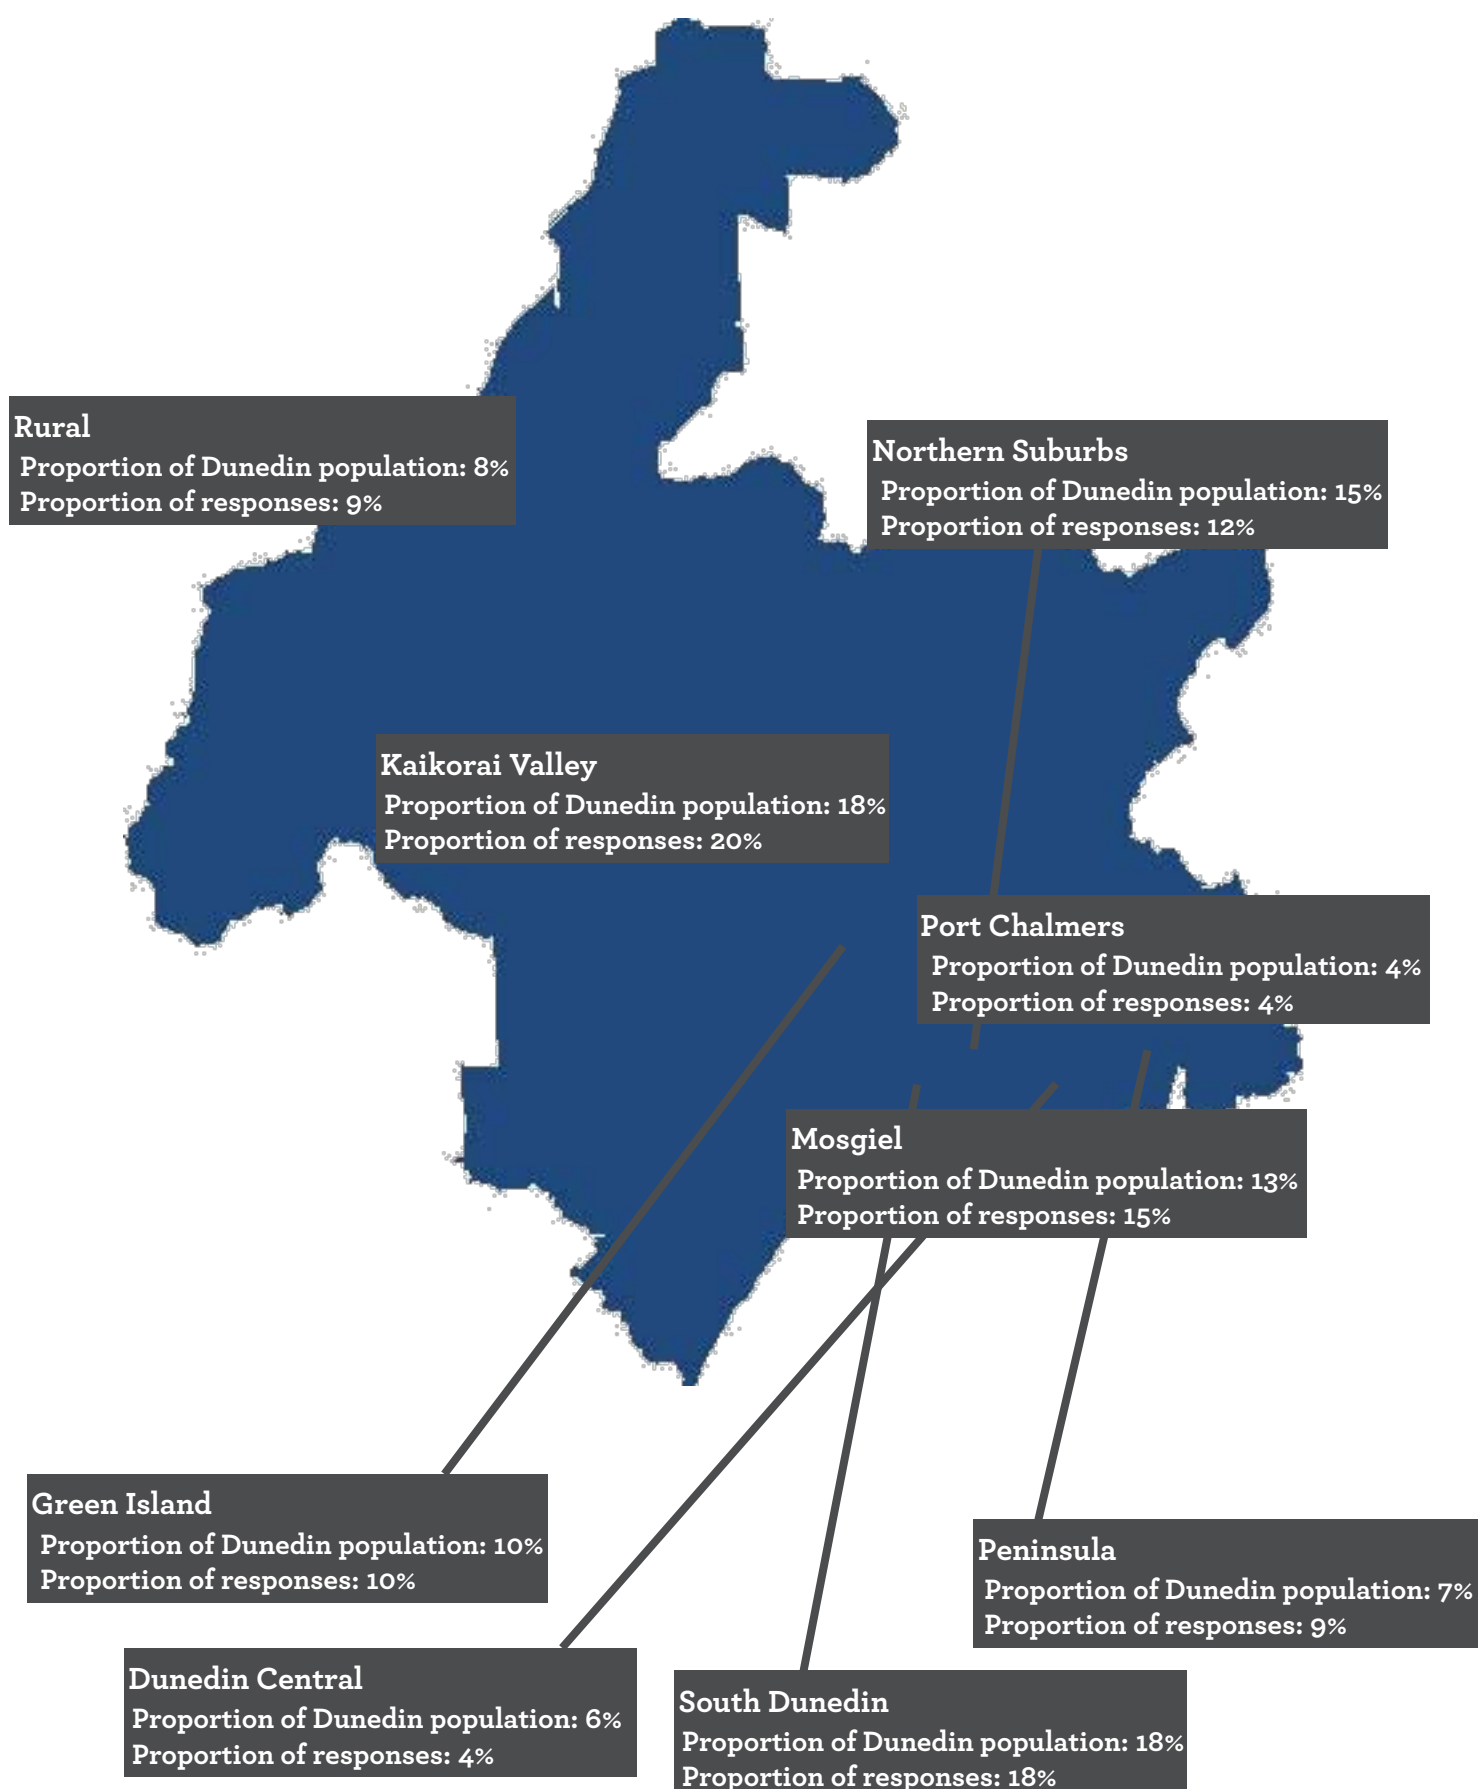 Rural
Proportion of Dunedin population: 8%
Proportion of responses: 9%
Northern Suburbs
Proportion of Dunedin population: 15%
Proportion of responses: 12%
Kaikorai Valley
Proportion of Dunedin population: 18%
Proportion of responses: 20%
Port Chalmers
Proportion of Dunedin population: 4%
Proportion of responses: 4%
Mosgiel
Proportion of Dunedin population: 13%
Proportion of responses: 15%
Green Island
Proportion of Dunedin population: 10%
Proportion of responses: 10%
Peninsula
Proportion of Dunedin population: 7%
Proportion of responses: 9%
Dunedin Central
Proportion of Dunedin population: 6%
Proportion of responses: 4%
South Dunedin
Proportion of Dunedin population: 18%
Proportion of responses: 18%